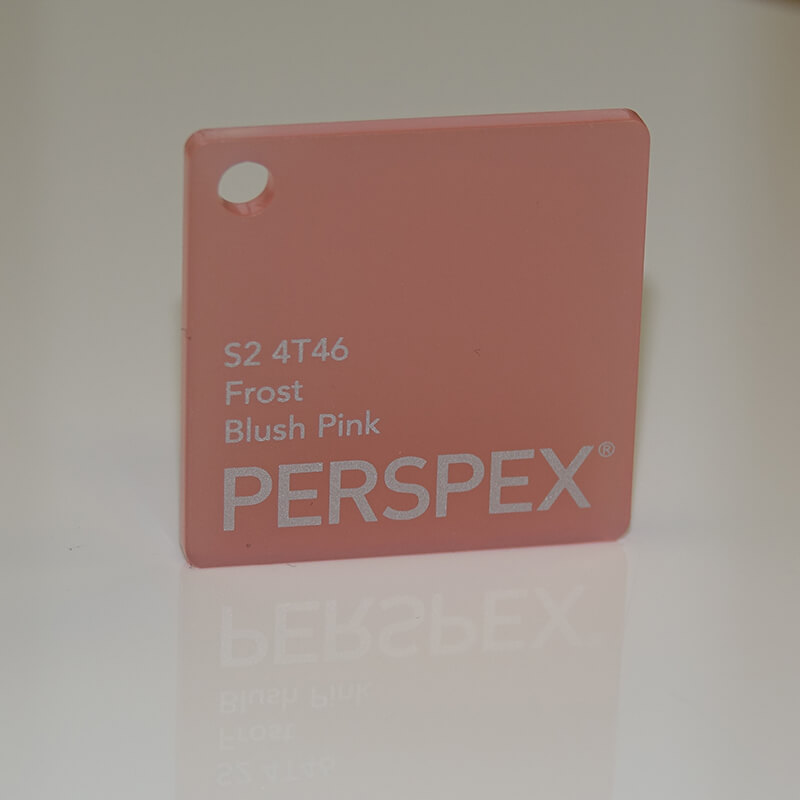 S2 4T46
Frost
Blush Pink
PERSPEX®